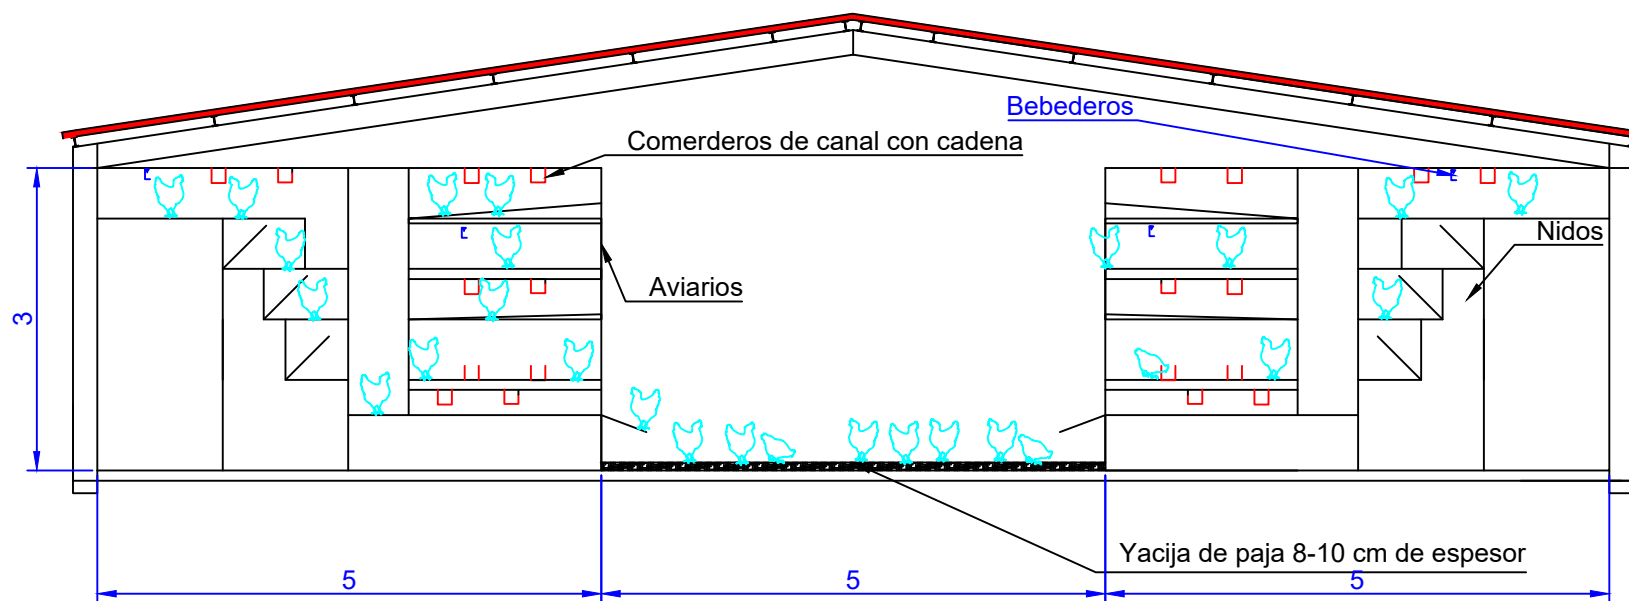 Bebederos
Comerderos de canal con cadena
Nidos
Aviarios
3
Yacija de paja 8-10 cm de espesor
5
5
5